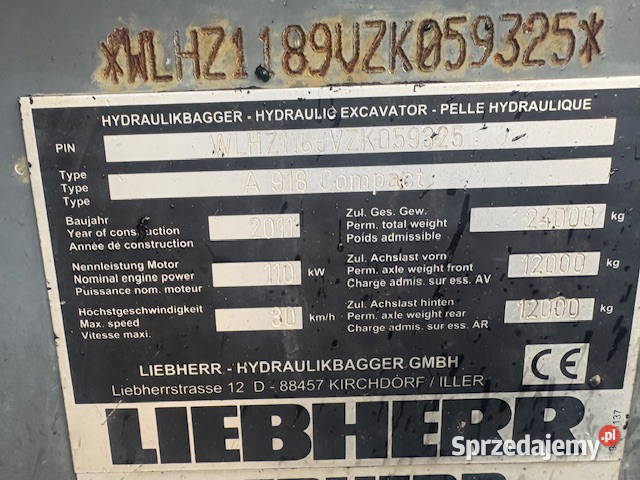 *WLHZ1189VZK059325*
HYDRAULIKBAGGER - HYDRAULIC EXCAVATOR - PELLE HYDRAULIQUE
PIN WLHZ1189VZK059325
Type
Type A 918 Compact
Type
Baujahr
Year of construction 2011
Année de construction
Zul. Ges. Gew.
Perm. total weight 24000 kg
Poids admissible
Nennleistung Motor
Nominal engine power 110 kW
Puissance nom. moteur
Zul. Achslast vorn
Perm. axle weight front 12000 kg
Charge admis. sur ess. AV
Höchstgeschwindigkeit
Max. speed 30 km/h
Vitesse maxi.
Zul. Achslast hinten
Perm. axle weight rear 12000 kg
Charge admis. sur ess. AR
LIEBHERR - HYDRAULIKBAGGER GMBH
Liebherrstrasse 12 D - 88457 KIRCHDORF / ILLER
CE
LIEBHERR
Sprzedajemy.pl